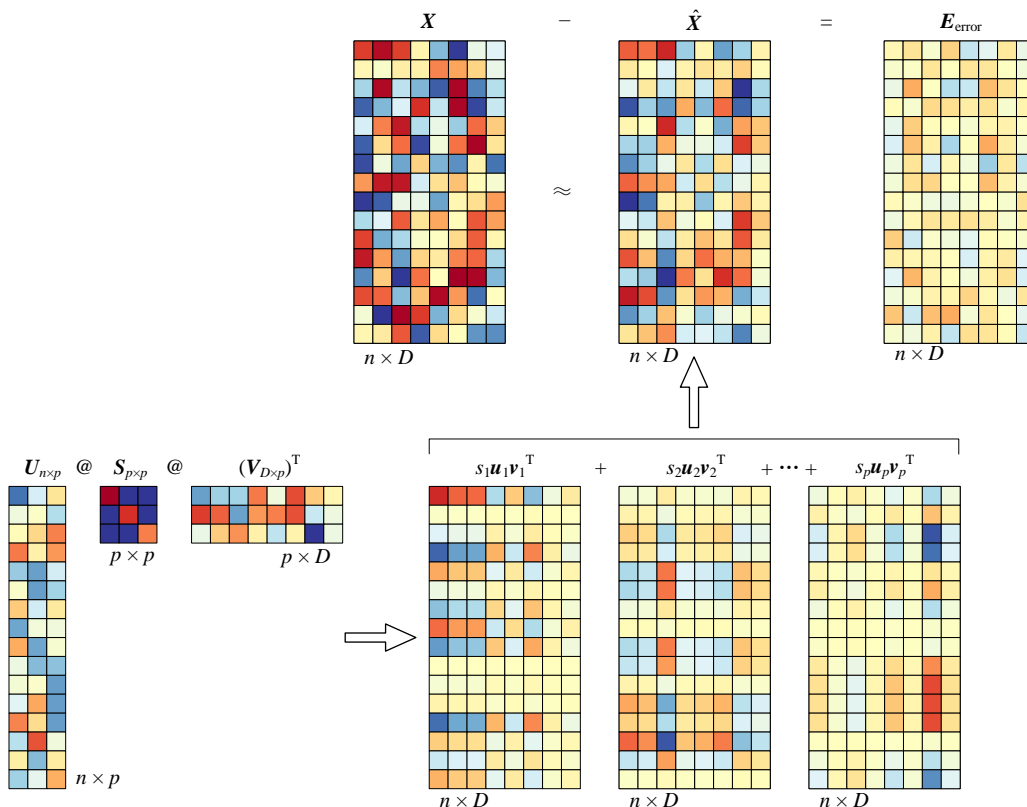 X − X̂ = E_error
≈
n × D n × D n × D
U_{n×p} @ S_{p×p} @ (V_{D×p})^T s_1u_1v_1^T + s_2u_2v_2^T + ⋯ + s_pu_pv_p^T
p × p p × D
n × p
n × D n × D n × D